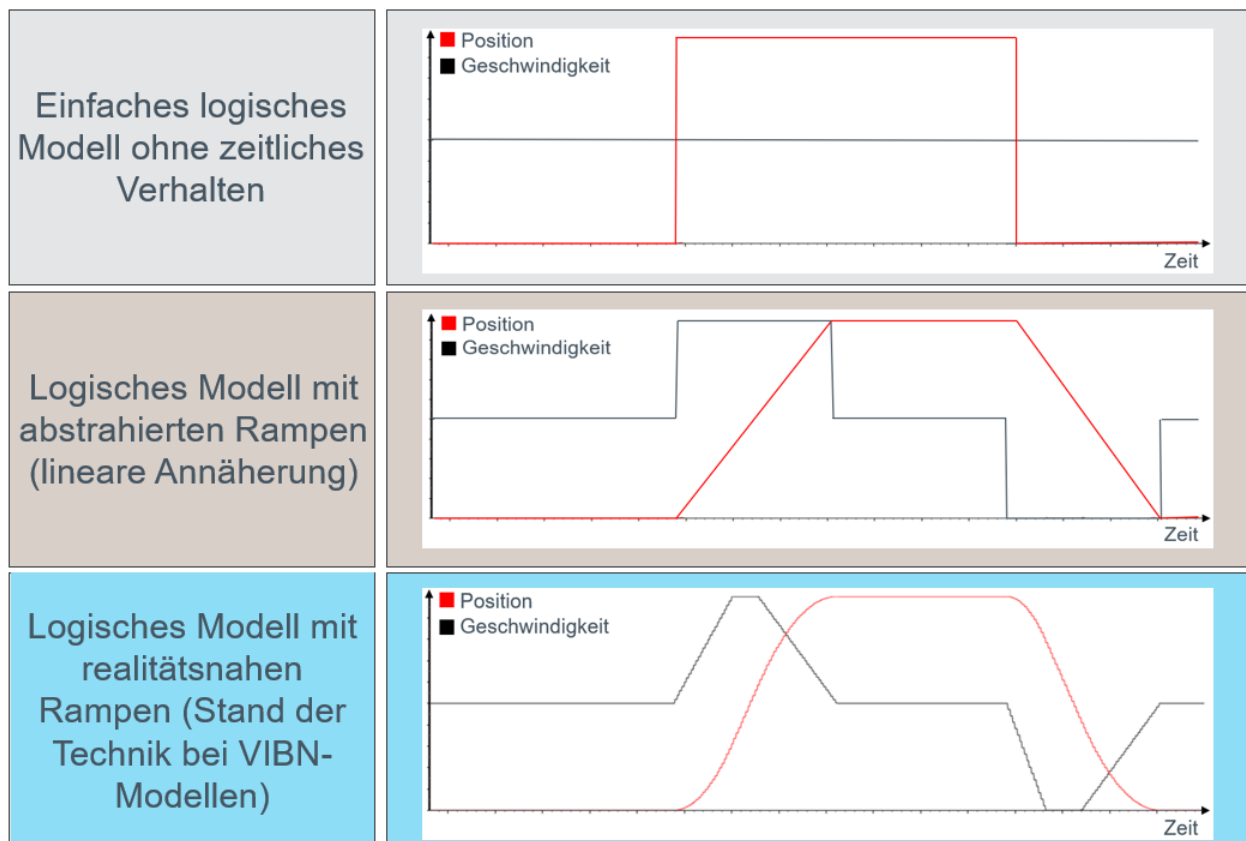 Einfaches logisches
Modell ohne zeitliches
Verhalten
Position
Geschwindigkeit
Zeit
Logisches Modell mit
abstrahierten Rampen
(lineare Annäherung)
Position
Geschwindigkeit
Zeit
Logisches Modell mit
realitätsnahen
Rampen (Stand der
Technik bei VIBN-
Modellen)
Position
Geschwindigkeit
Zeit